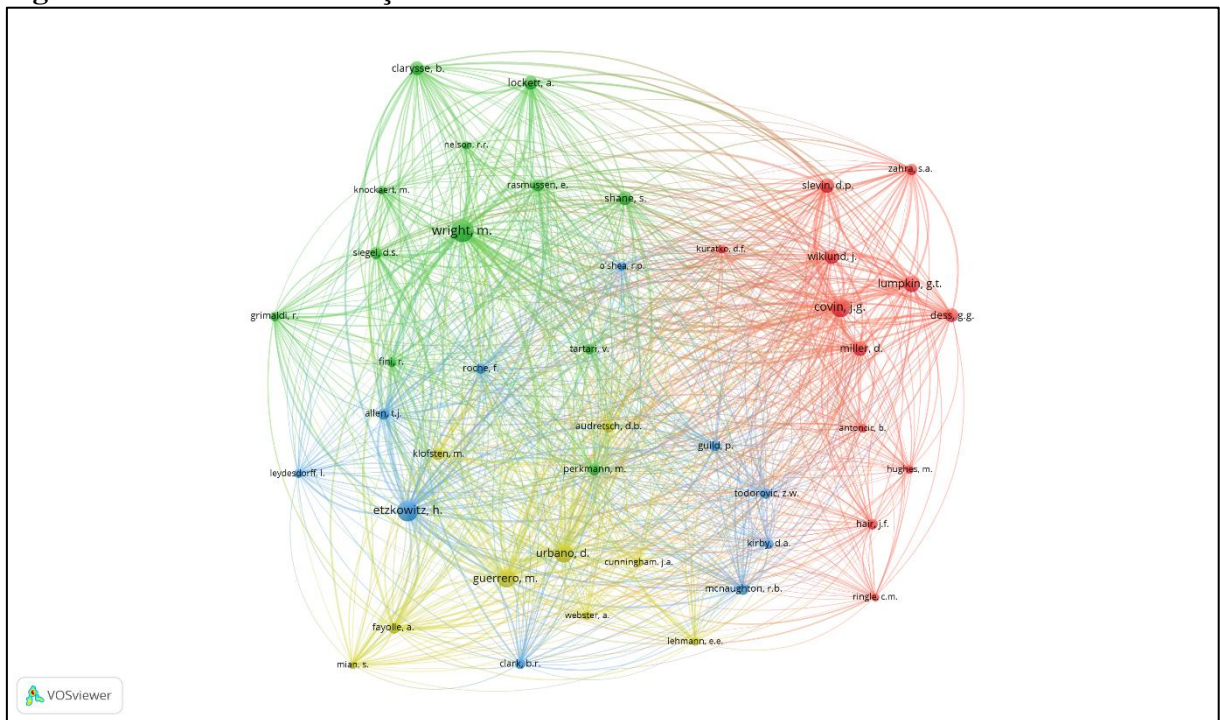 clarysse, b.
lockett, a.
nelson, r.r.
zahra, s.a.
knockaert, m.
rasmussen, e.
slevin, d.p.
shane, s.
wright, m.
siegel, d.s.
kuratko, d.f.
wiklund, j.
o'shea, r.p.
lumpkin, g.t.
covin, j.g.
grimaldi, r.
dess, g.g.
tartari, v.
miller, d.
fini, r.
roche, f.
allen, t.j.
audretsch, d.b.
antoncic, b.
guild, p.
klofsten, m.
perkmann, m.
hughes, m.
leydesdorff, l.
todorovic, z.w.
etzkowitz, h.
hair, j.f.
kirby, d.a.
urbano, d.
cunningham, j.a.
guerrero, m.
mcnaughton, r.b.
ringle, c.m.
webster, a.
fayolle, a.
lehmann, e.e.
mian, s.
clark, b.r.
VOSviewer